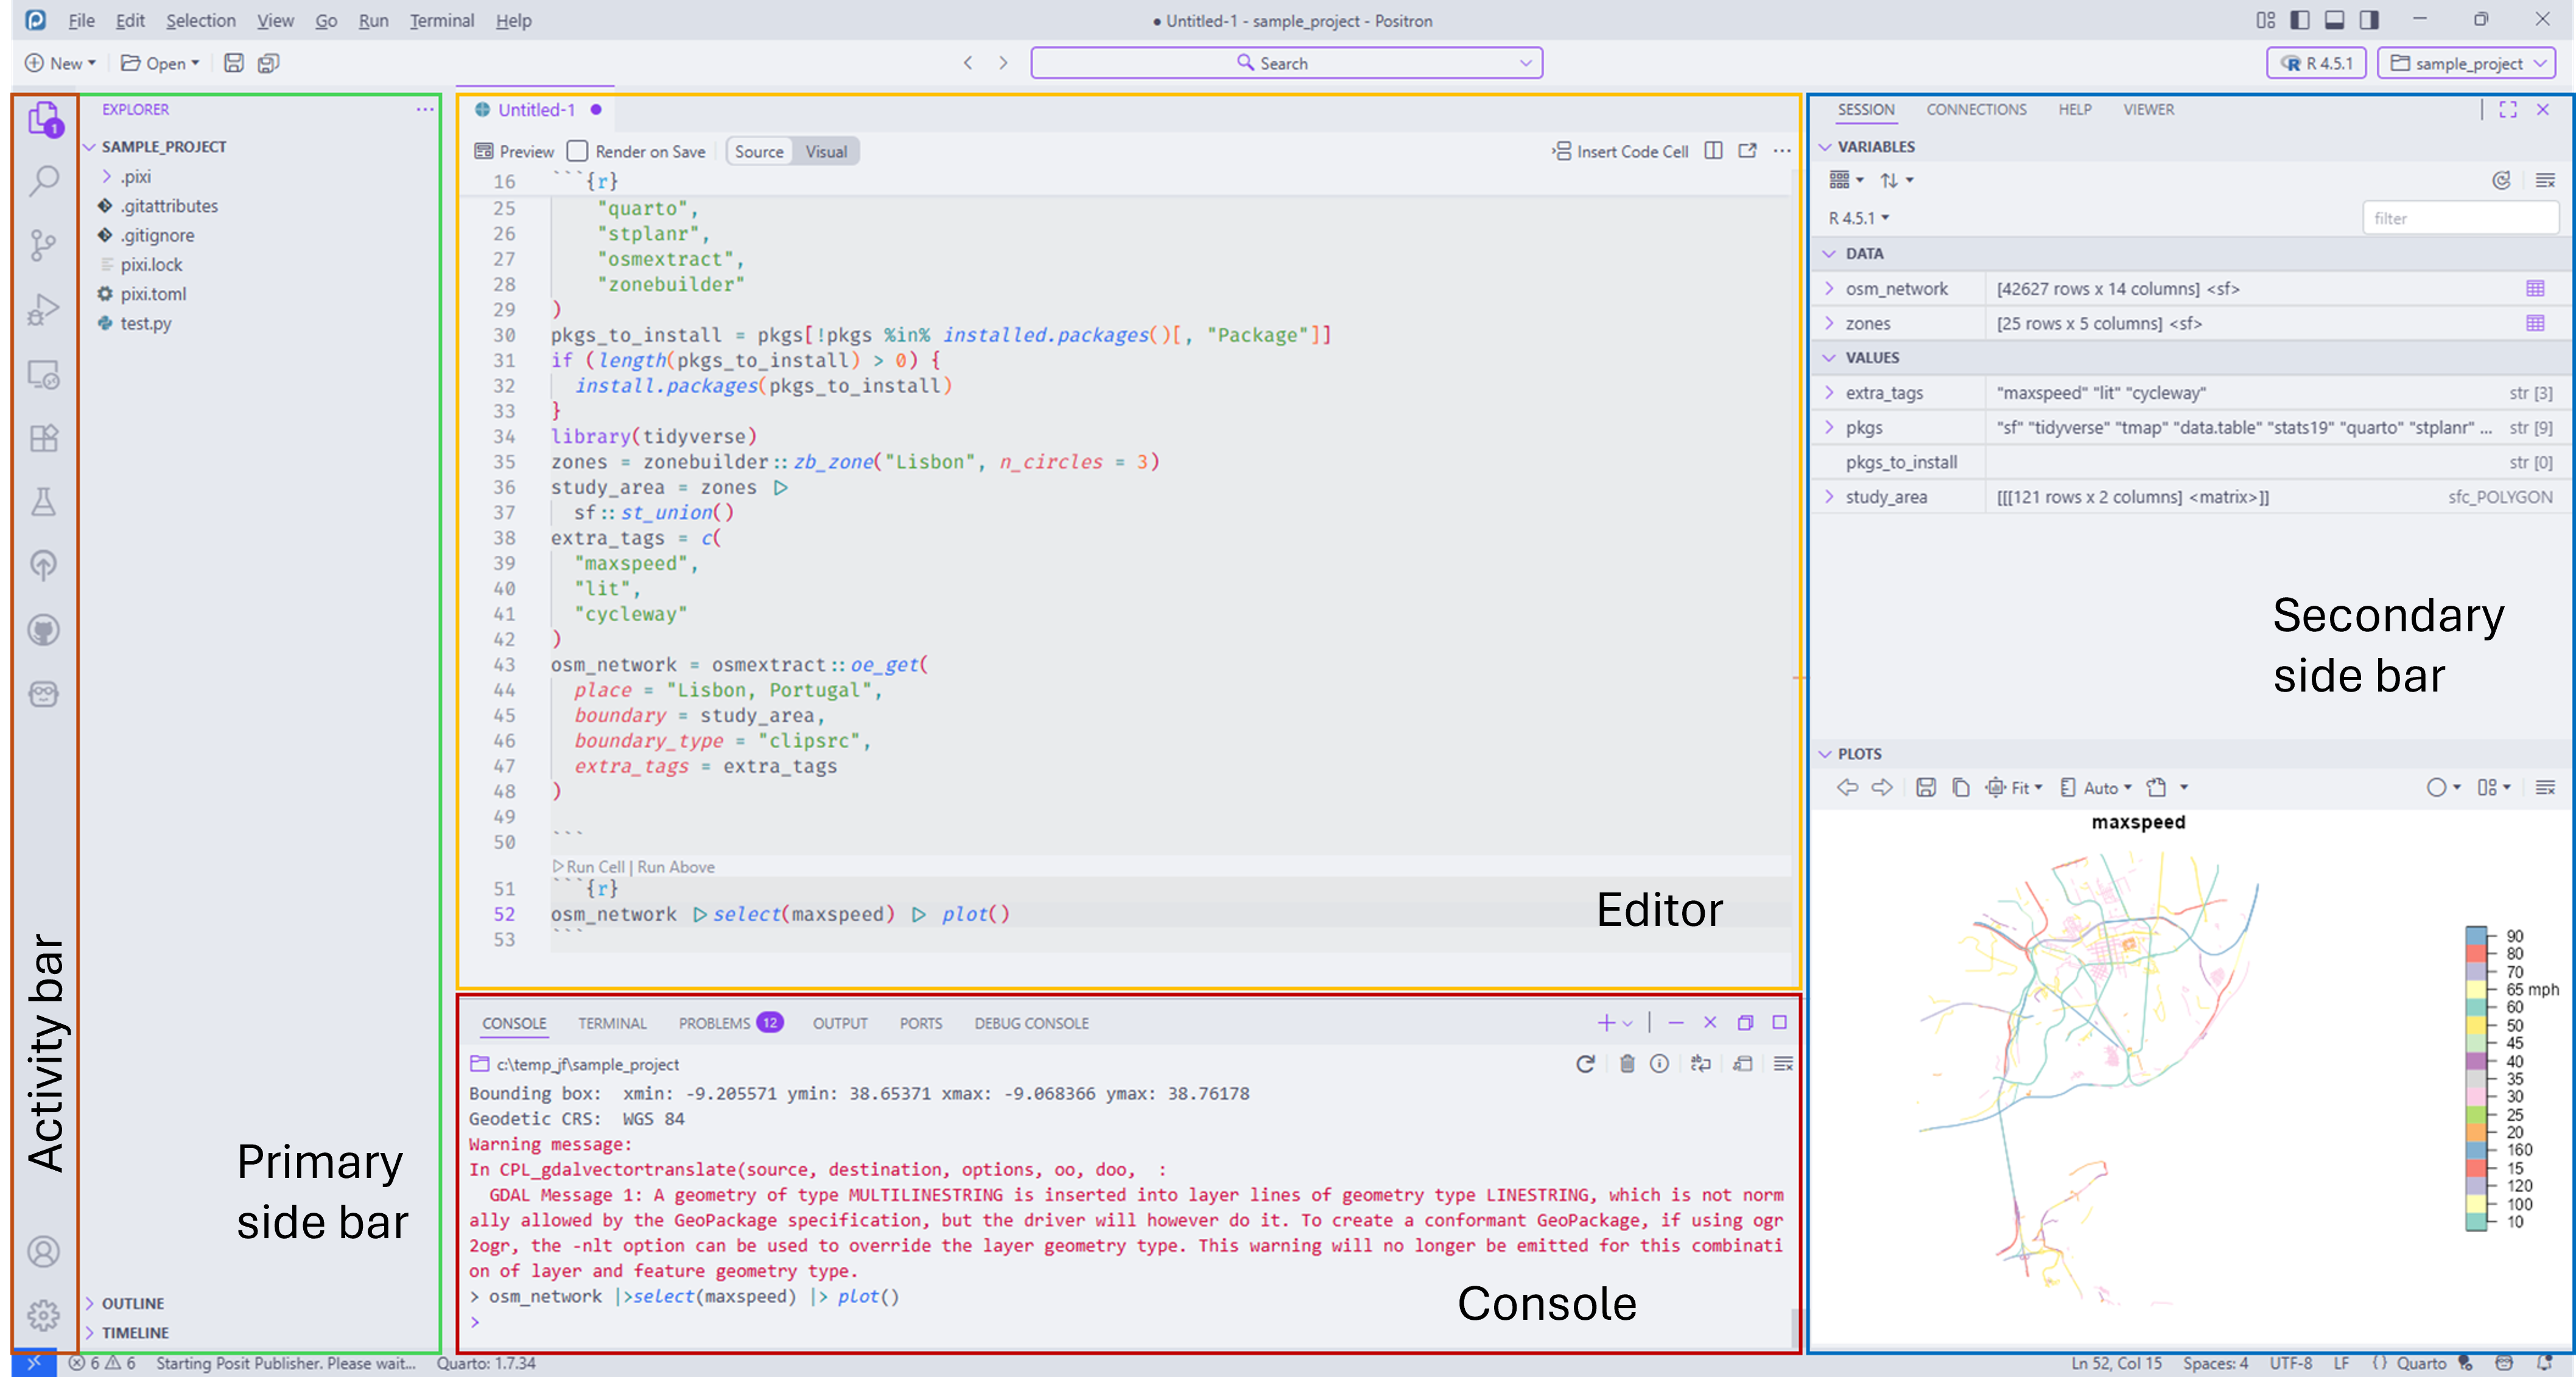 File Edit Selection View Go Run Terminal Help
● Untitled-1 - sample_project - Positron
New Open
Search
R 4.5.1 sample_project
1
EXPLORER
SAMPLE_PROJECT
.pixi
.gitattributes
.gitignore
pixi.lock
pixi.toml
test.py
Activity bar
Primary
side bar
OUTLINE
TIMELINE
Untitled-1
Preview Render on Save Source Visual
Insert Code Cell
16 ```{r}
25 "quarto",
26 "stplanr",
27 "osmextract",
28 "zonebuilder"
29 )
30 pkgs_to_install = pkgs[!pkgs %in% installed.packages()[, "Package"]]
31 if (length(pkgs_to_install) > 0) {
32 install.packages(pkgs_to_install)
33 }
34 library(tidyverse)
35 zones = zonebuilder::zb_zone("Lisbon", n_circles = 3)
36 study_area = zones ▷
37 sf::st_union()
38 extra_tags = c(
39 "maxspeed",
40 "lit",
41 "cycleway"
42 )
43 osm_network = osmextract::oe_get(
44 place = "Lisbon, Portugal",
45 boundary = study_area,
46 boundary_type = "clipsrc",
47 extra_tags = extra_tags
48 )
49
50 ```
Run Cell | Run Above
51 ```{r}
52 osm_network ▷select(maxspeed) ▷ plot()
53 ```
Editor
CONSOLE TERMINAL PROBLEMS 12 OUTPUT PORTS DEBUG CONSOLE
c:\temp_jf\sample_project
Bounding box: xmin: -9.205571 ymin: 38.65371 xmax: -9.068366 ymax: 38.76178
Geodetic CRS: WGS 84
Warning message:
In CPL_gdalvectortranslate(source, destination, options, oo, doo, :
GDAL Message 1: A geometry of type MULTILINESTRING is inserted into layer lines of geometry type LINESTRING, which is not norm
ally allowed by the GeoPackage specification, but the driver will however do it. To create a conformant GeoPackage, if using ogr
2ogr, the -nlt option can be used to override the layer geometry type. This warning will no longer be emitted for this combinati
on of layer and feature geometry type.
> osm_network |>select(maxspeed) |> plot()
>
Console
SESSION CONNECTIONS HELP VIEWER
VARIABLES
R 4.5.1
filter
DATA
osm_network [42627 rows x 14 columns] <sf>
zones [25 rows x 5 columns] <sf>
VALUES
extra_tags "maxspeed" "lit" "cycleway" str [3]
pkgs "sf" "tidyverse" "tmap" "data.table" "stats19" "quarto" "stplanr" ... str [9]
pkgs_to_install str [0]
study_area [[[121 rows x 2 columns] <matrix>]] sfc_POLYGON
Secondary
side bar
PLOTS
Fit Auto
maxspeed
90
80
70
65 mph
60
50
45
40
35
30
25
20
160
15
120
100
10
6 6 Starting Posit Publisher. Please wait... Quarto: 1.7.34
Ln 52, Col 15 Spaces: 4 UTF-8 LF {} Quarto